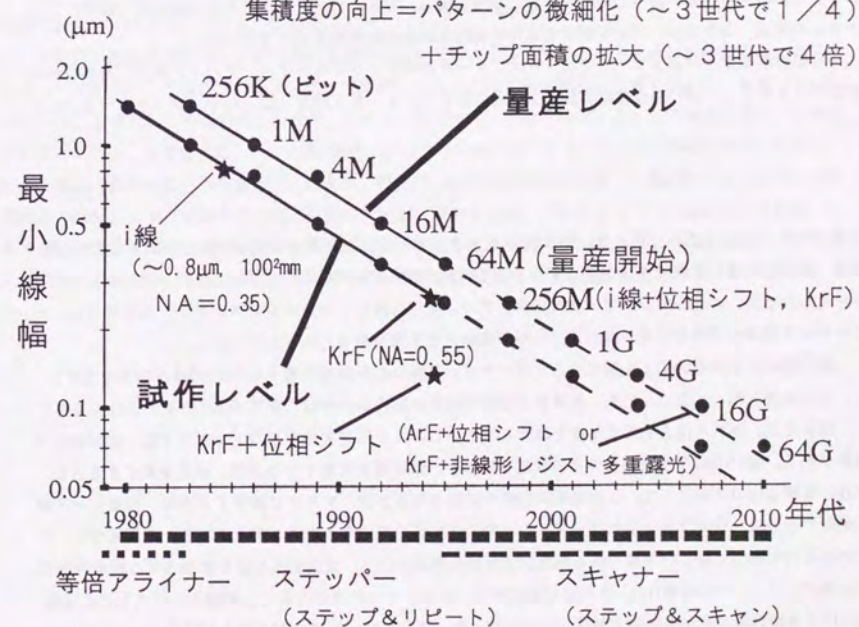 集積度の向上＝パターンの微細化（～３世代で１／４）
＋チップ面積の拡大（～３世代で４倍）
(μm)
2.0
1.0
0.5
0.1
0.05
最小線幅
256K（ビット）
1M
4M
16M
64M（量産開始）
256M(i線+位相シフト, KrF)
1G
4G
16G
64G
量産レベル
i線
(～0.8μm, 100²㎜
NA＝0.35)
KrF(NA=0.55)
試作レベル
KrF＋位相シフト
(ArF+位相シフト
KrF+非線形レジスト多重露光)
1980
1990
2000
2010
年代
等倍アライナー
ステッパー
スキャナー
（ステップ＆リピート）
（ステップ＆スキャン）